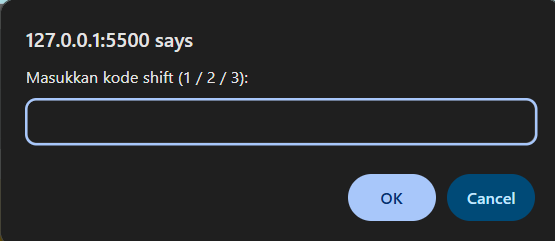 127.0.0.1:5500 says
Masukkan kode shift (1 / 2 / 3):
OK Cancel